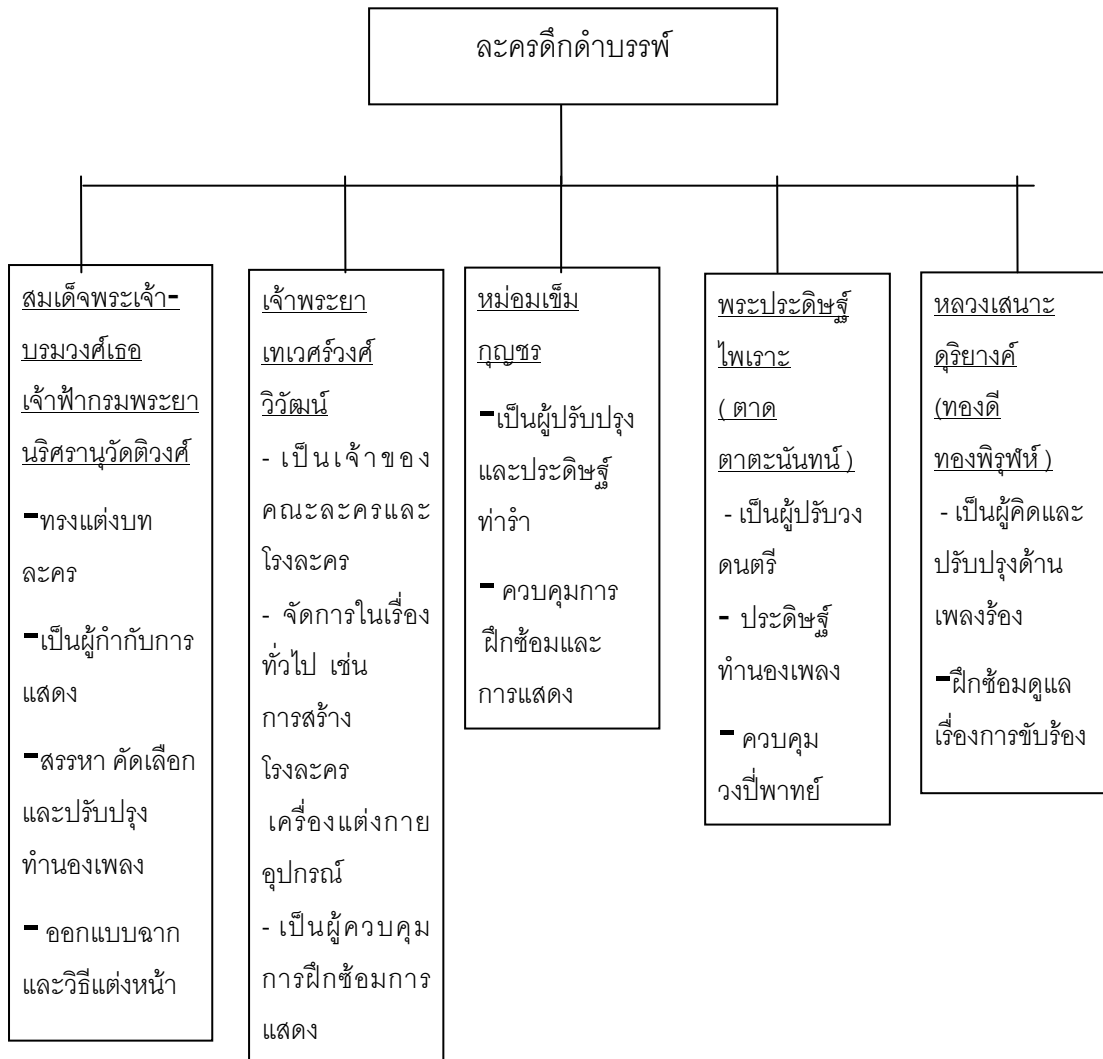 ละครดึกดำบรรพ์
สมเด็จพระเจ้า-
บรมวงศ์เธอ
เจ้าฟ้ากรมพระยา
นริศรานุวัดติวงศ์
-ทรงแต่งบท
ละคร
-เป็นผู้กำกับการ
แสดง
-สรรหา คัดเลือก
และปรับปรุง
ทำนองเพลง
- ออกแบบฉาก
และวิธีแต่งหน้า
เจ้าพระยา
เทเวศร์วงศ์
วิวัฒน์
- เป็นเจ้าของ
คณะละครและ
โรงละคร
- จัดการในเรื่อง
ทั่วไป เช่น
การสร้าง
โรงละคร
เครื่องแต่งกาย
อุปกรณ์
- เป็นผู้ควบคุม
การฝึกซ้อมการ
แสดง
หม่อมเข็ม
กุญชร
-เป็นผู้ปรับปรุง
และประดิษฐ์
ท่ารำ
- ควบคุมการ
ฝึกซ้อมและ
การแสดง
พระประดิษฐ์
ไพเราะ
( ตาด
ตาตะนันทน์ )
- เป็นผู้ปรับวง
ดนตรี
- ประดิษฐ์
ทำนองเพลง
- ควบคุม
วงปี่พาทย์
หลวงเสนาะ
ดุริยางค์
(ทองดี
ทองพิรุฬห์ )
- เป็นผู้คิดและ
ปรับปรุงด้าน
เพลงร้อง
-ฝึกซ้อมดูแล
เรื่องการขับร้อง